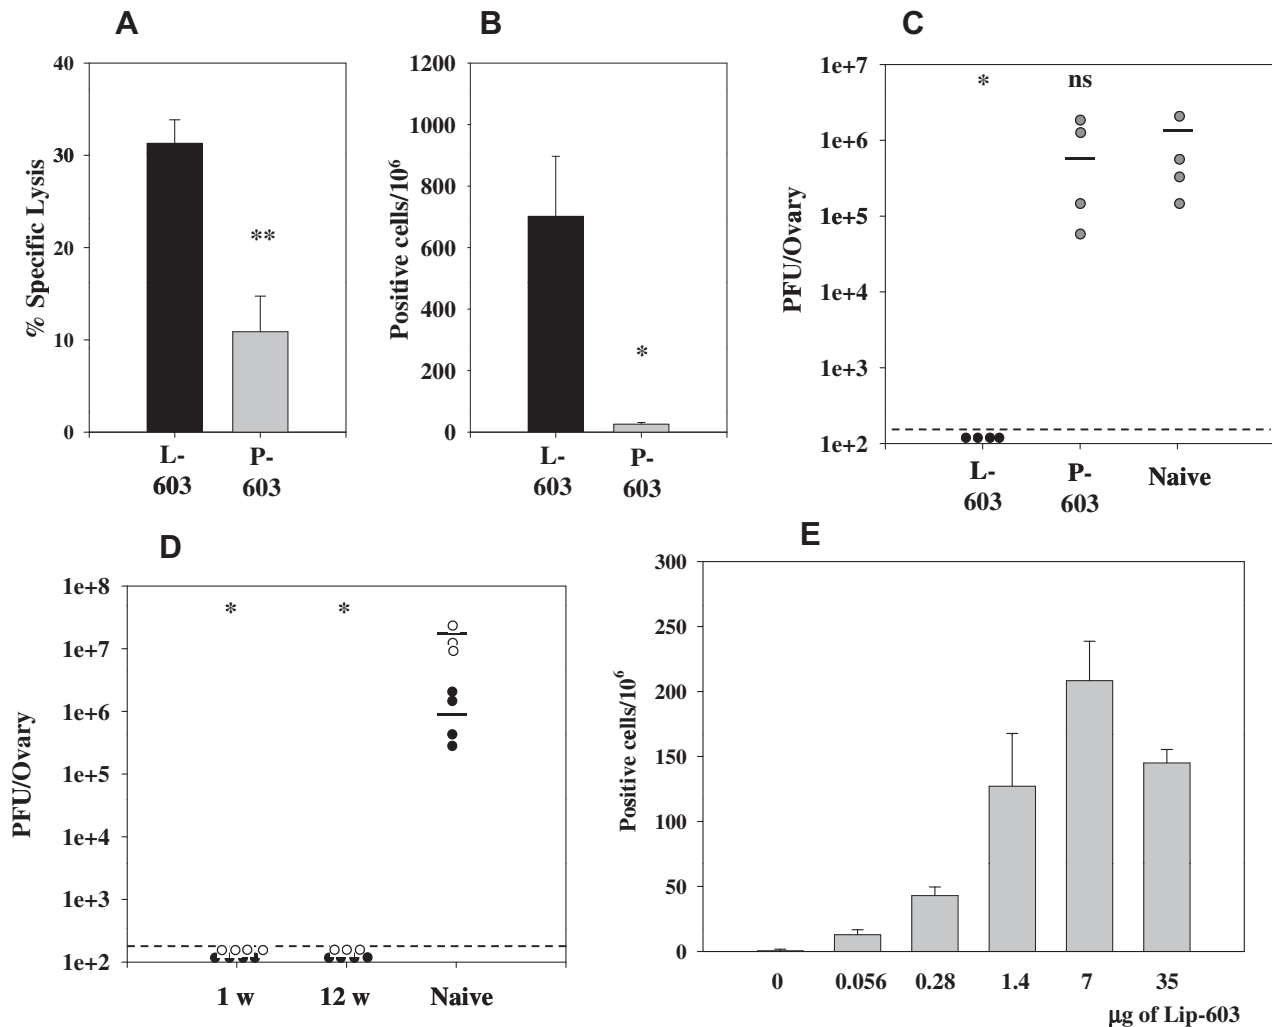 A
40
30
20
10
0
% Specific Lysis
**
L-
603
P-
603
B
1200
1000
800
600
400
200
0
Positive cells/10⁶
*
L-
603
P-
603
C
1e+7
1e+6
1e+5
1e+4
1e+3
1e+2
PFU/Ovary
*
ns
L-
603
P-
603
Naive
D
1e+8
1e+7
1e+6
1e+5
1e+4
1e+3
1e+2
PFU/Ovary
*
*
1 w
12 w
Naive
E
300
250
200
150
100
50
0
Positive cells/10⁶
0
0.056
0.28
1.4
7
35
µg of Lip-603